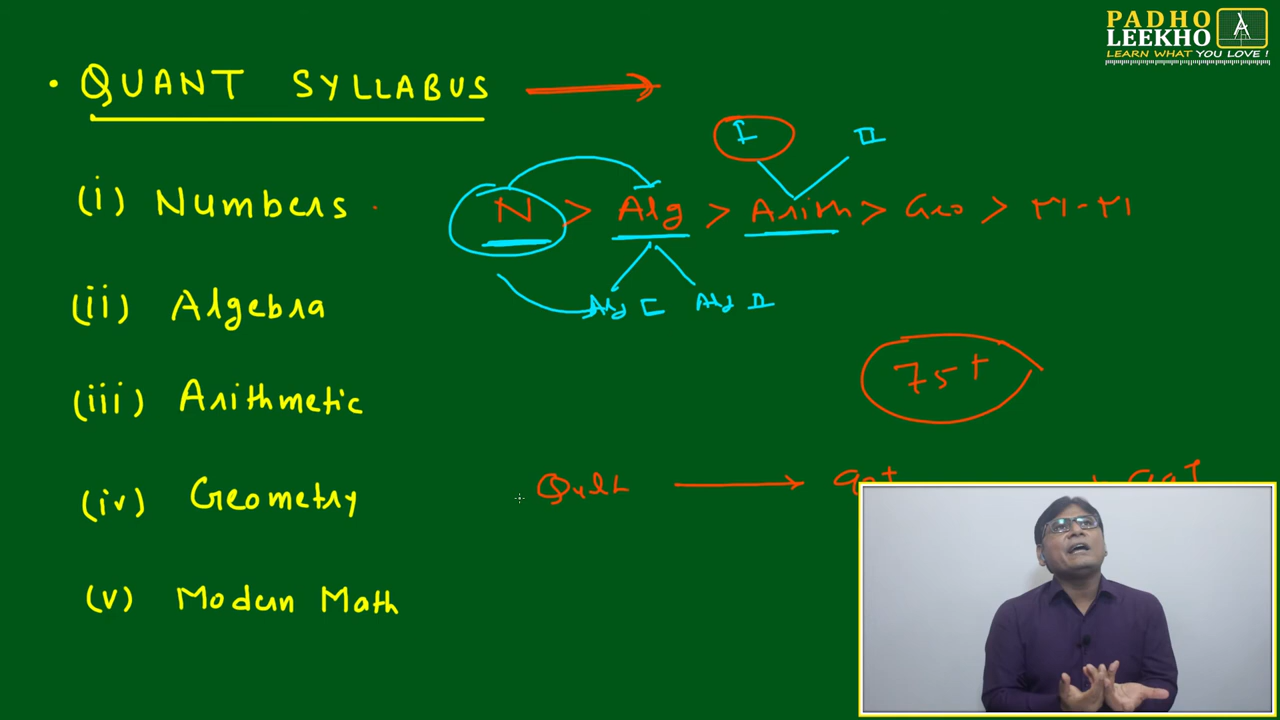 PADHO
LEEKHO
LEARN WHAT YOU LOVE !
• QUANT SYLLABUS →
I II
(i) Numbers
N > Alg > Arith > Geo > M-M
Alg I Alg II
(ii) Algebra
75+
(iii) Arithmetic
(iv) Geometry
→ 90+
(v) Modern Math